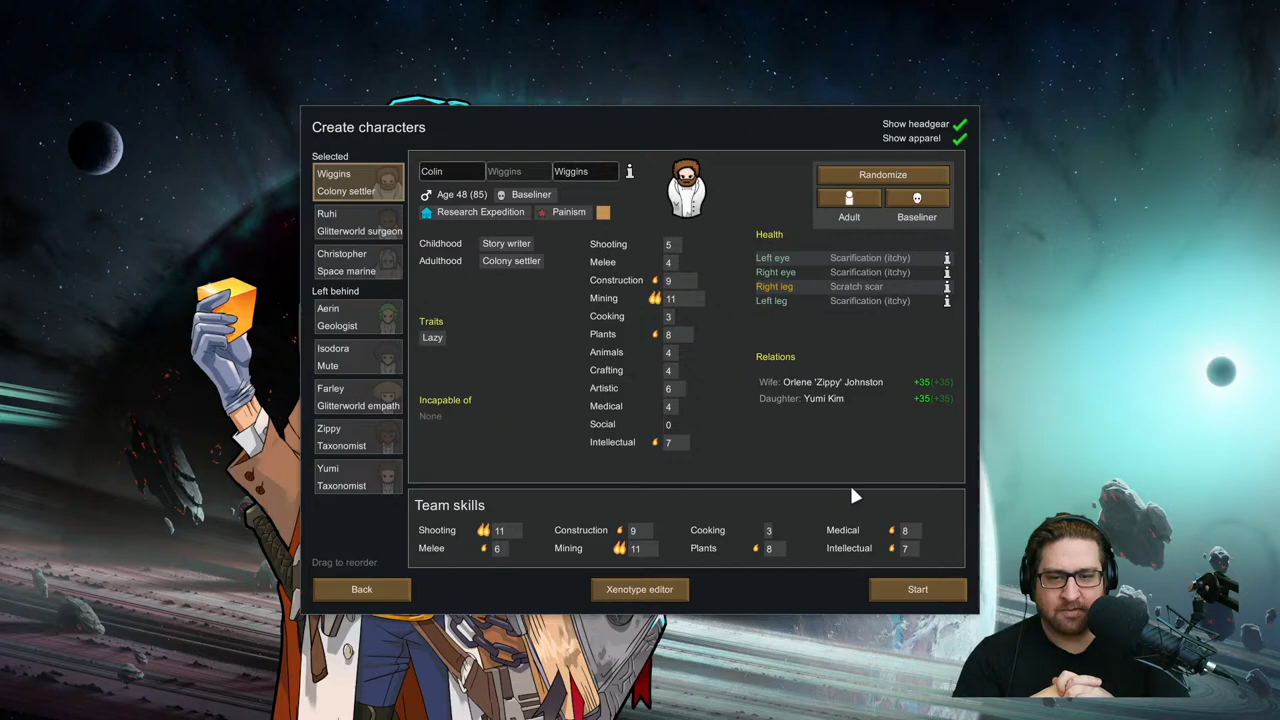 Create characters
Show headgear
Show apparel
Selected
Wiggins
Colony settler
Ruhi
Glitterworld surgeon
Christopher
Space marine
Left behind
Aerin
Geologist
Isodora
Mute
Farley
Glitterworld empath
Zippy
Taxonomist
Yumi
Taxonomist
Drag to reorder
Colin Wiggins Wiggins
Age 48 (85) Baseliner
Research Expedition Painism
Childhood Story writer
Adulthood Colony settler
Traits
Lazy
Incapable of
None
Shooting 5
Melee 4
Construction 9
Mining 11
Cooking 3
Plants 8
Animals 4
Crafting 4
Artistic 6
Medical 4
Social 0
Intellectual 7
Randomize
Adult Baseliner
Health
Left eye Scarification (itchy)
Right eye Scarification (itchy)
Right leg Scratch scar
Left leg Scarification (itchy)
Relations
Wife: Orlene 'Zippy' Johnston +35(+35)
Daughter: Yumi Kim +35(+35)
Team skills
Shooting 11 Construction 9 Cooking 3 Medical 8
Melee 6 Mining 11 Plants 8 Intellectual 7
Back Xenotype editor Start